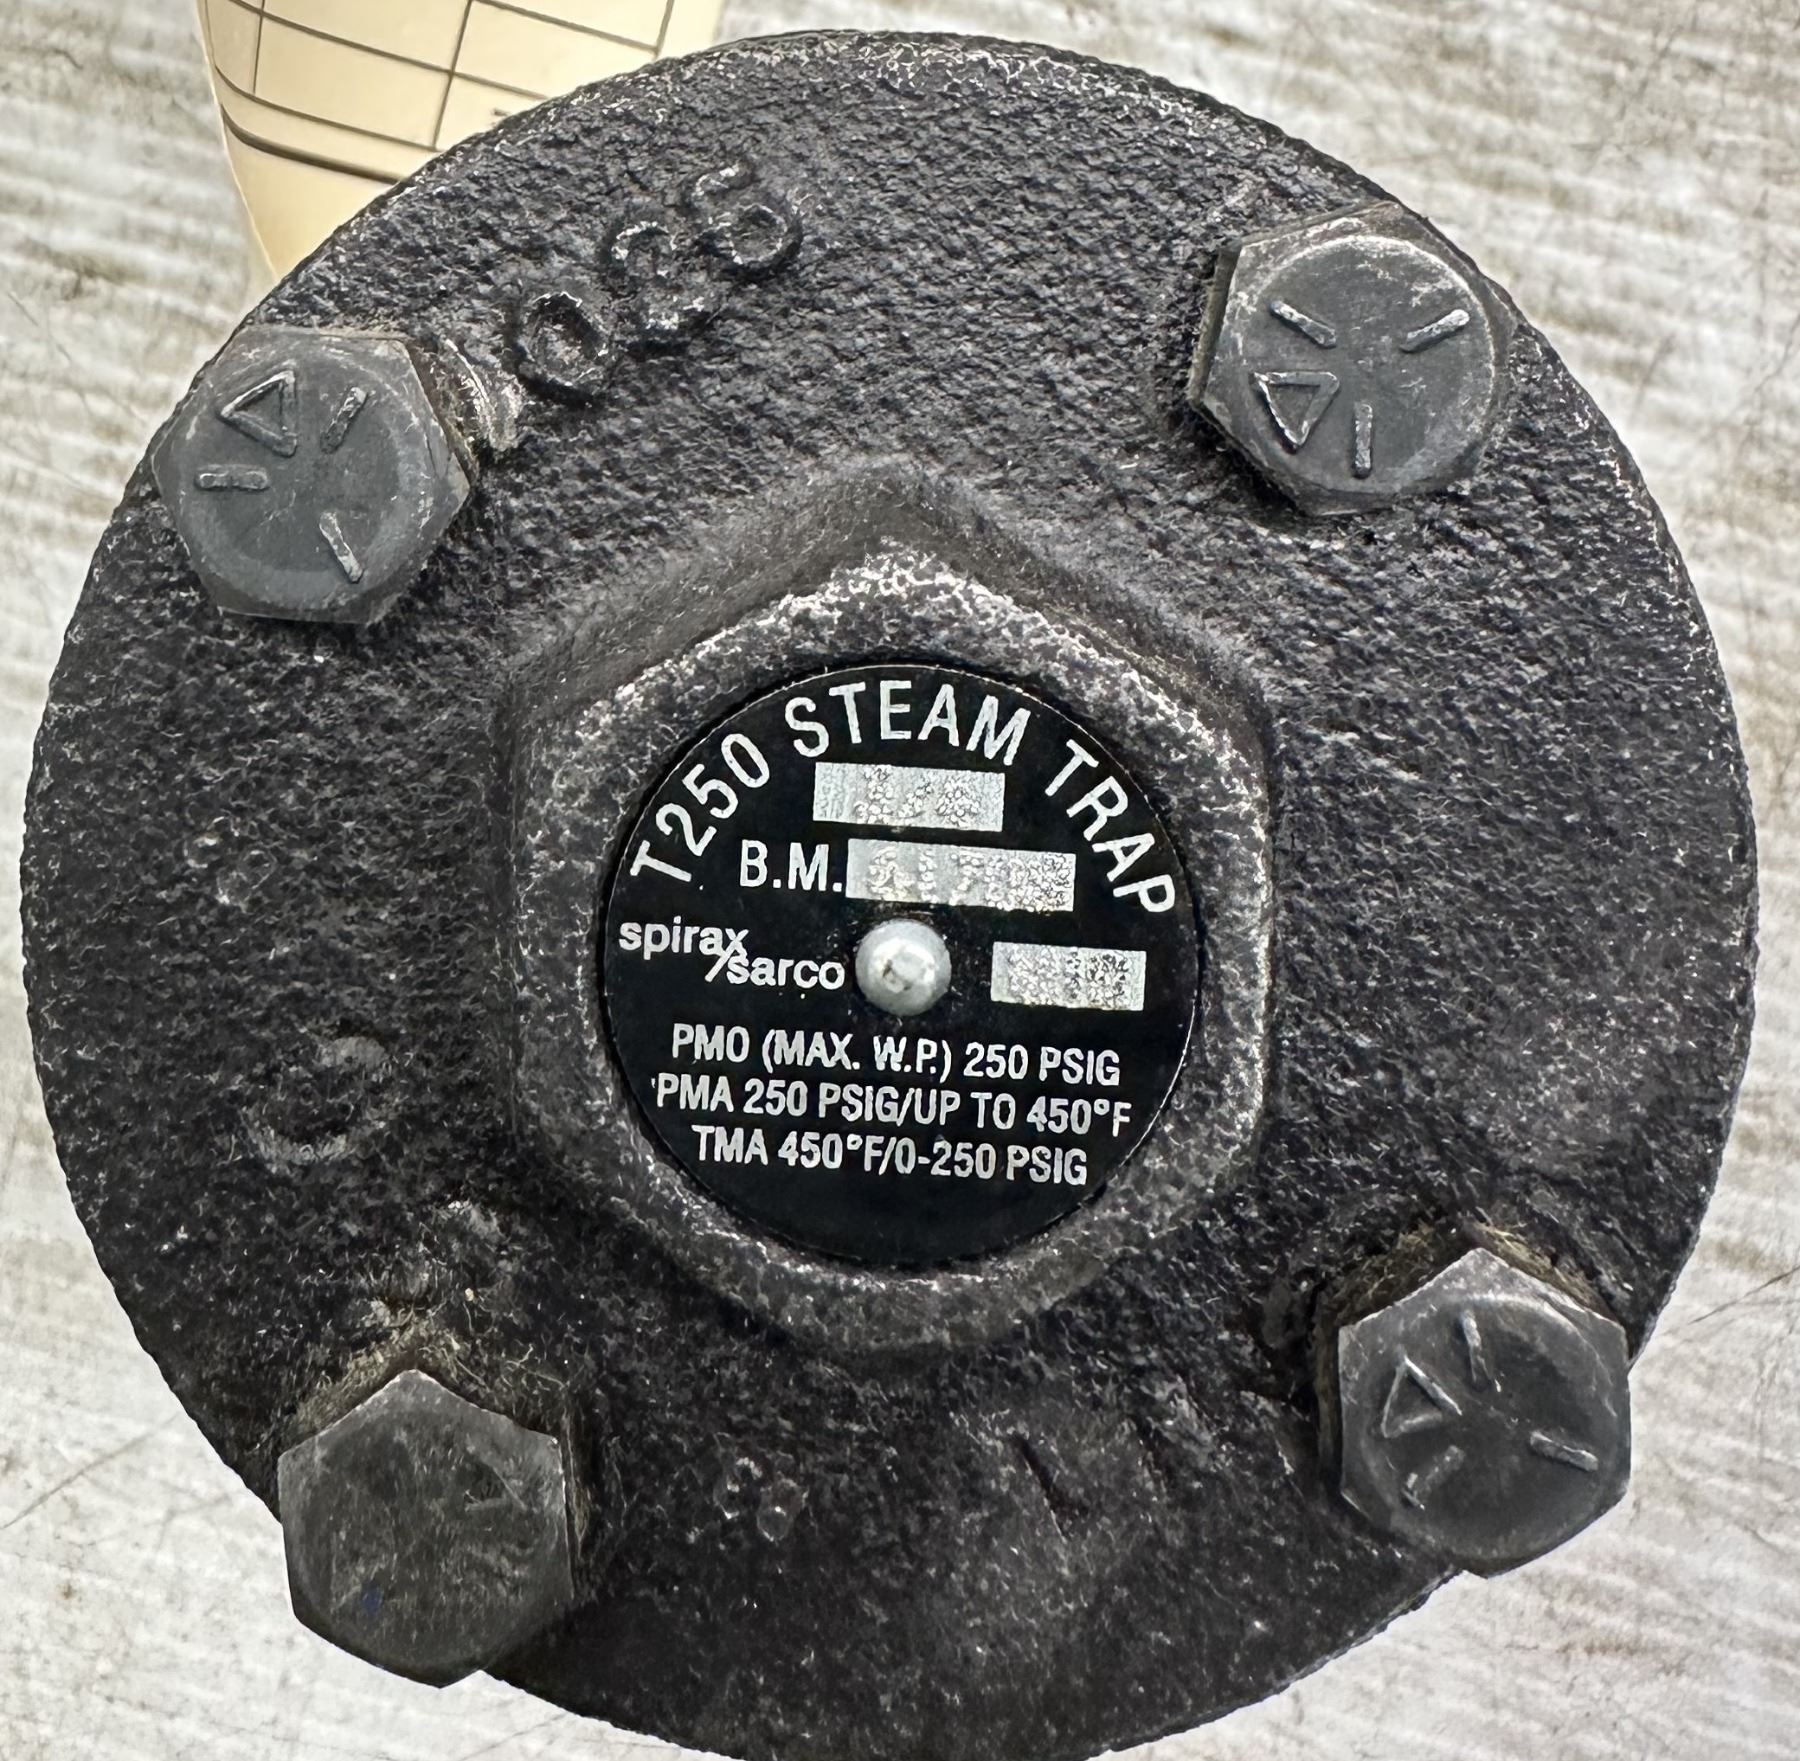 T250 STEAM TRAP
B.M.
spirax
sarco
PMO (MAX. W.P.) 250 PSIG
PMA 250 PSIG/UP TO 450°F
TMA 450°F/0-250 PSIG